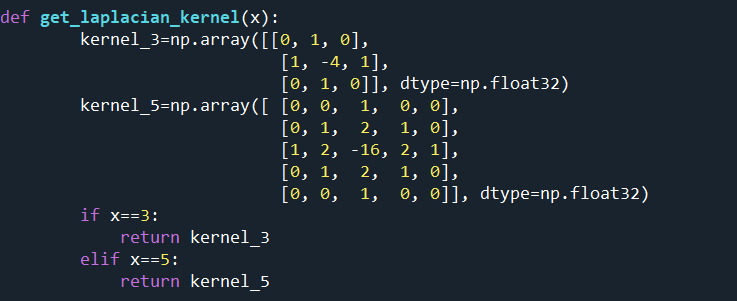 def get_laplacian_kernel(x):
        kernel_3=np.array([[0, 1, 0],
                            [1, -4, 1],
                            [0, 1, 0]], dtype=np.float32)
        kernel_5=np.array([ [0, 0, 1,  0, 0],
                            [0, 1,  2,  1, 0],
                            [1, 2, -16, 2, 1],
                            [0, 1,  2,  1, 0],
                            [0, 0,  1,  0, 0]], dtype=np.float32)
        if x==3:
            return kernel_3
        elif x==5:
            return kernel_5